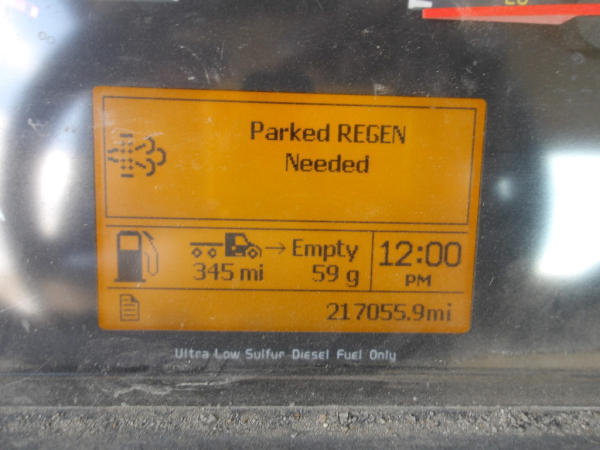 Parked REGEN
Needed
→ Empty
345 mi 59 g
12:00
PM
217055.9mi
Ultra Low Sulfur Diesel Fuel Only